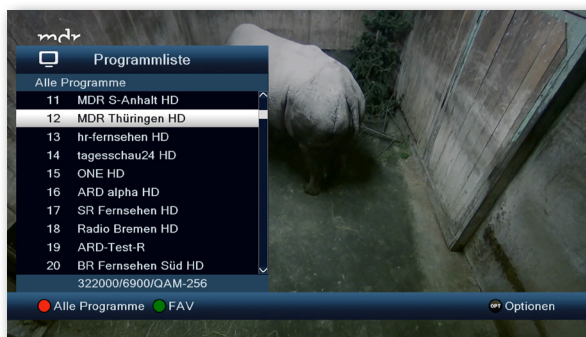 mdr
Programmliste
Alle Programme
11 MDR S-Anhalt HD
12 MDR Thüringen HD
13 hr-fernsehen HD
14 tagesschau24 HD
15 ONE HD
16 ARD alpha HD
17 SR Fernsehen HD
18 Radio Bremen HD
19 ARD-Test-R
20 BR Fernsehen Süd HD
322000/6900/QAM-256
Alle Programme FAV OPT Optionen